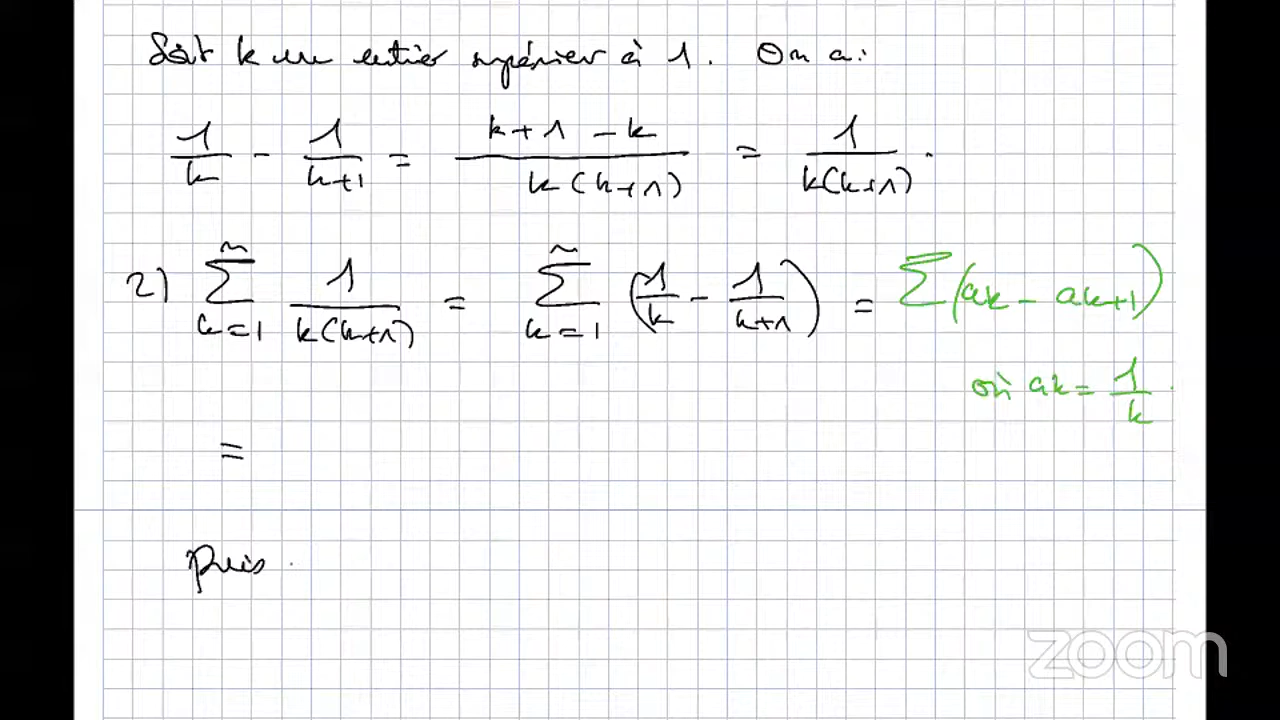 Soit k un entier supérieur à 1. On a:
1/k - 1/(k+1) = (k+1-k)/(k(k+1)) = 1/(k(k+1)).
2) ∑_{k=1}^{n} 1/(k(k+1)) = ∑_{k=1}^{n} (1/k - 1/(k+1)) = ∑(ak - ak+1)
où ak = 1/k.
=
puis
zoom